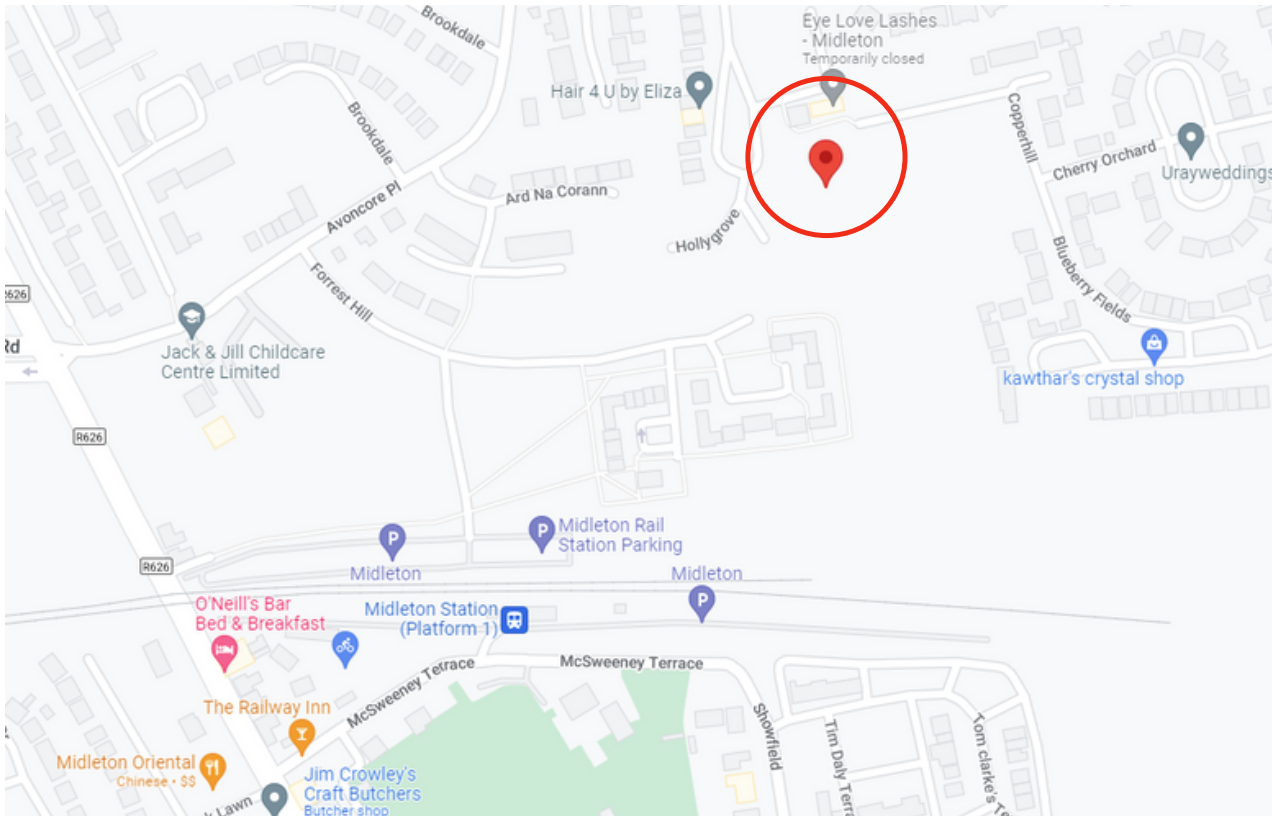 Brookdale
Eye Love Lashes
- Midleton
Temporarily closed
Hair 4 U by Eliza
Brookdale
Copperhill
Cherry Orchard
Urayweddings
Ard Na Corann
Avoncore Pl
Hollygrove
Forrest Hill
Blueberry Fields
R626
Rd
Jack & Jill Childcare
Centre Limited
kawthar's crystal shop
R626
P
Midleton
P
Midleton Rail
Station Parking
R626
Midleton
P
O'Neill's Bar
Bed & Breakfast
Midleton Station
(Platform 1)
McSweeney Terrace
McSweeney Terrace
The Railway Inn
Showfield
Tim Daly Terra
Tom clarke's Te
Midleton Oriental
Chinese • $$
Jim Crowley's
Craft Butchers
Butcher shop
k Lawn